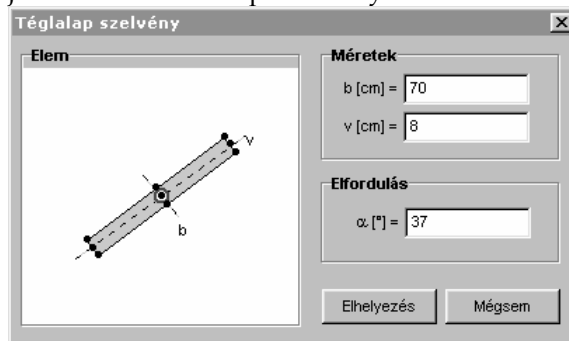 Téglalap szelvény
Elem
v
b
Méretek
b [cm] = 70
v [cm] = 8
Elfordulás
α [°] = 37
Elhelyezés
Mégsem